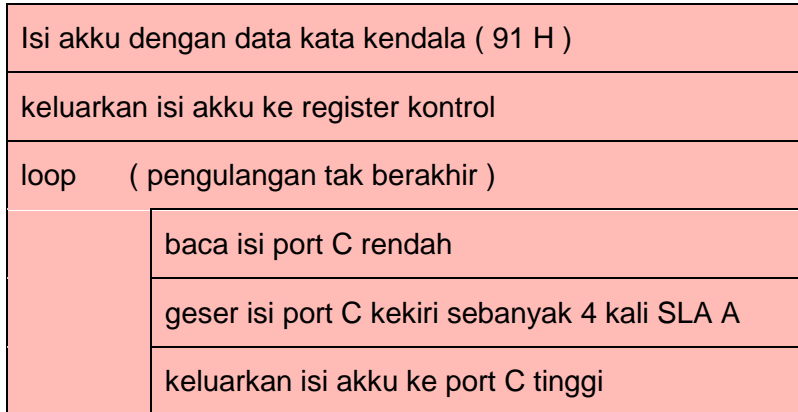 Isi akku dengan data kata kendala ( 91 H )
keluarkan isi akku ke register kontrol
loop ( pengulangan tak berakhir )
baca isi port C rendah
geser isi port C kekiri sebanyak 4 kali SLA A
keluarkan isi akku ke port C tinggi